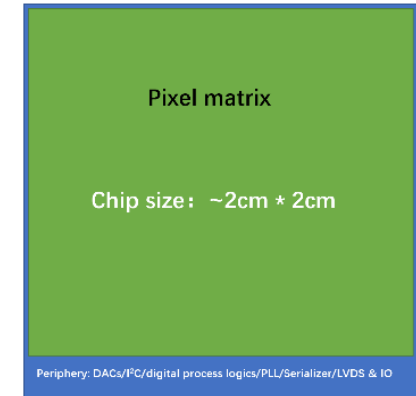 Pixel matrix
Chip size：~2cm * 2cm
Periphery: DACs/I²C/digital process logics/PLL/Serializer/LVDS & IO